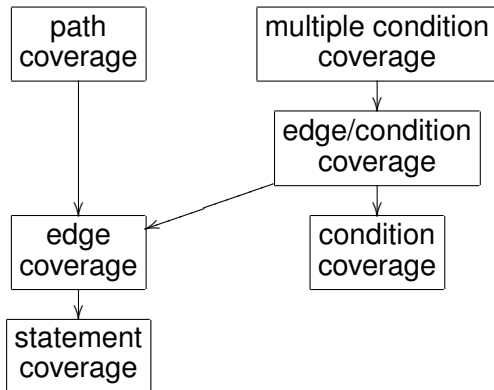 path
coverage
multiple condition
coverage
edge/condition
coverage
edge
coverage
condition
coverage
statement
coverage